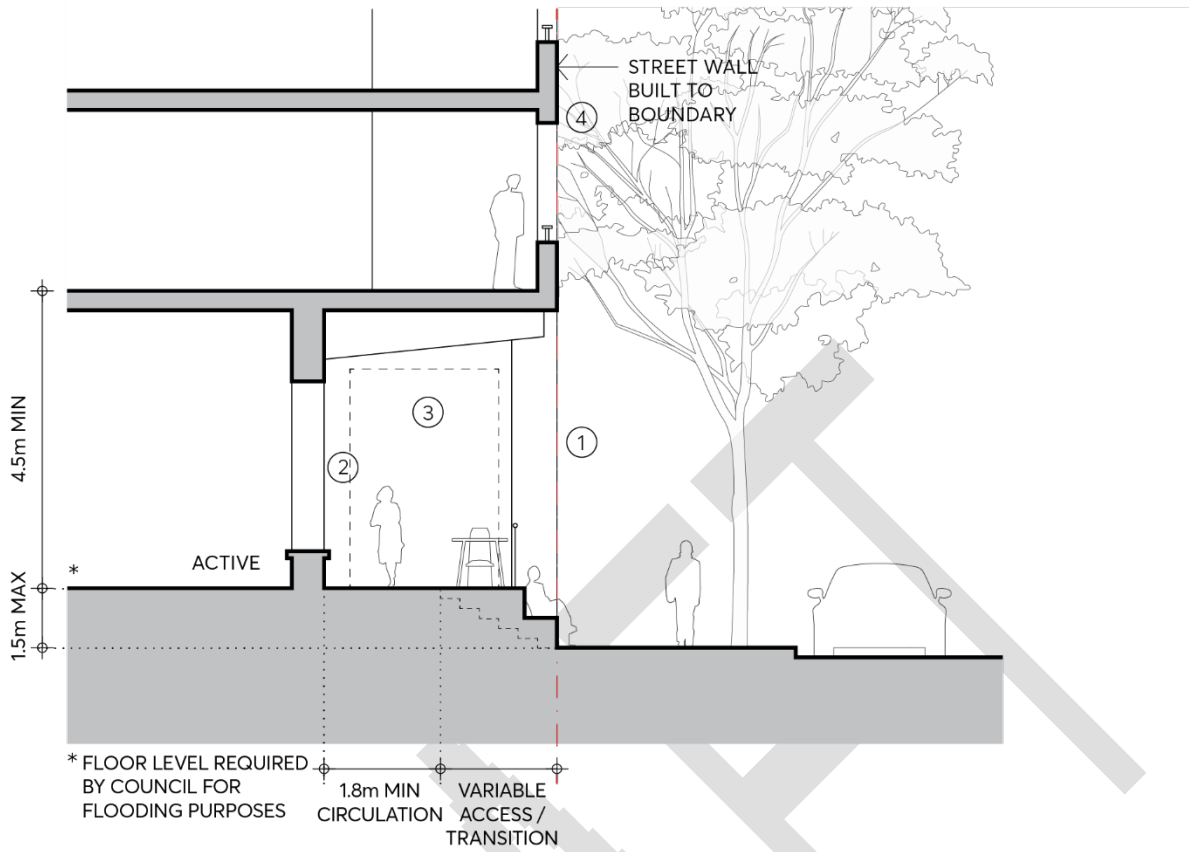 STREET WALL
BUILT TO
BOUNDARY
4
3
1
2
4.5m MIN
ACTIVE
*
1.5m MAX
* FLOOR LEVEL REQUIRED
BY COUNCIL FOR
FLOODING PURPOSES
1.8m MIN
CIRCULATION
VARIABLE
ACCESS /
TRANSITION